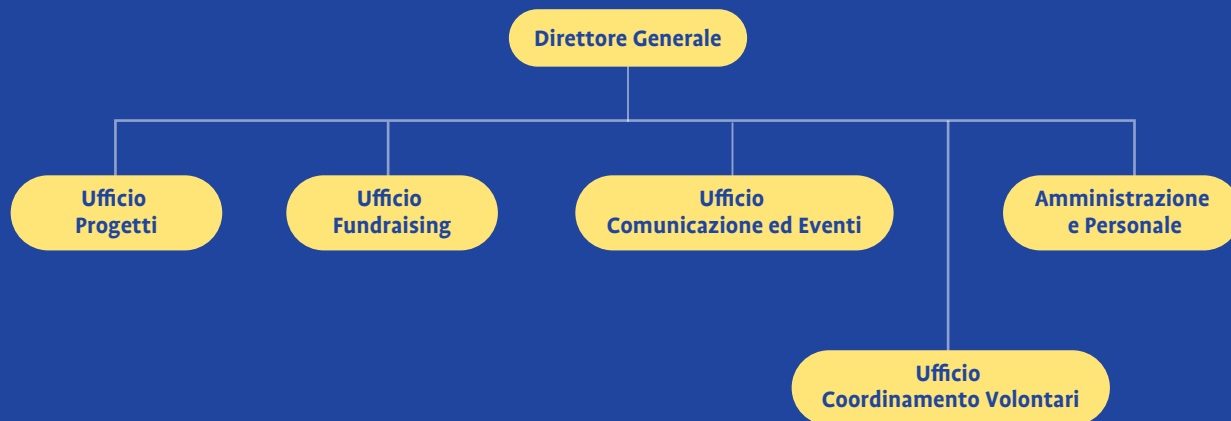 Direttore Generale
Ufficio
Progetti
Ufficio
Fundraising
Ufficio
Comunicazione ed Eventi
Amministrazione
e Personale
Ufficio
Coordinamento Volontari